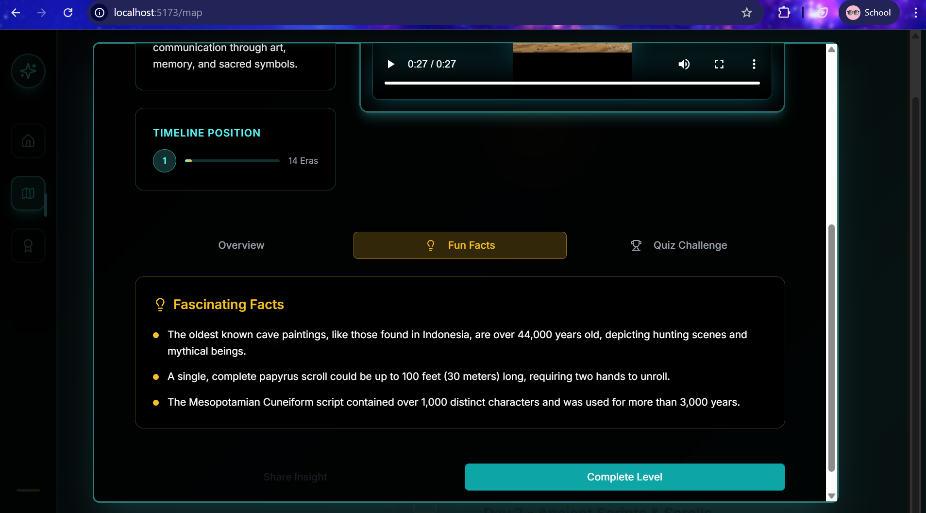 localhost:5173/map
School
communication through art,
memory, and sacred symbols.
0:27 / 0:27
TIMELINE POSITION
1
14 Eras
Overview
Fun Facts
Quiz Challenge
Fascinating Facts
The oldest known cave paintings, like those found in Indonesia, are over 44,000 years old, depicting hunting scenes and
mythical beings.
A single, complete papyrus scroll could be up to 100 feet (30 meters) long, requiring two hands to unroll.
The Mesopotamian Cuneiform script contained over 1,000 distinct characters and was used for more than 3,000 years.
Share Insight
Complete Level